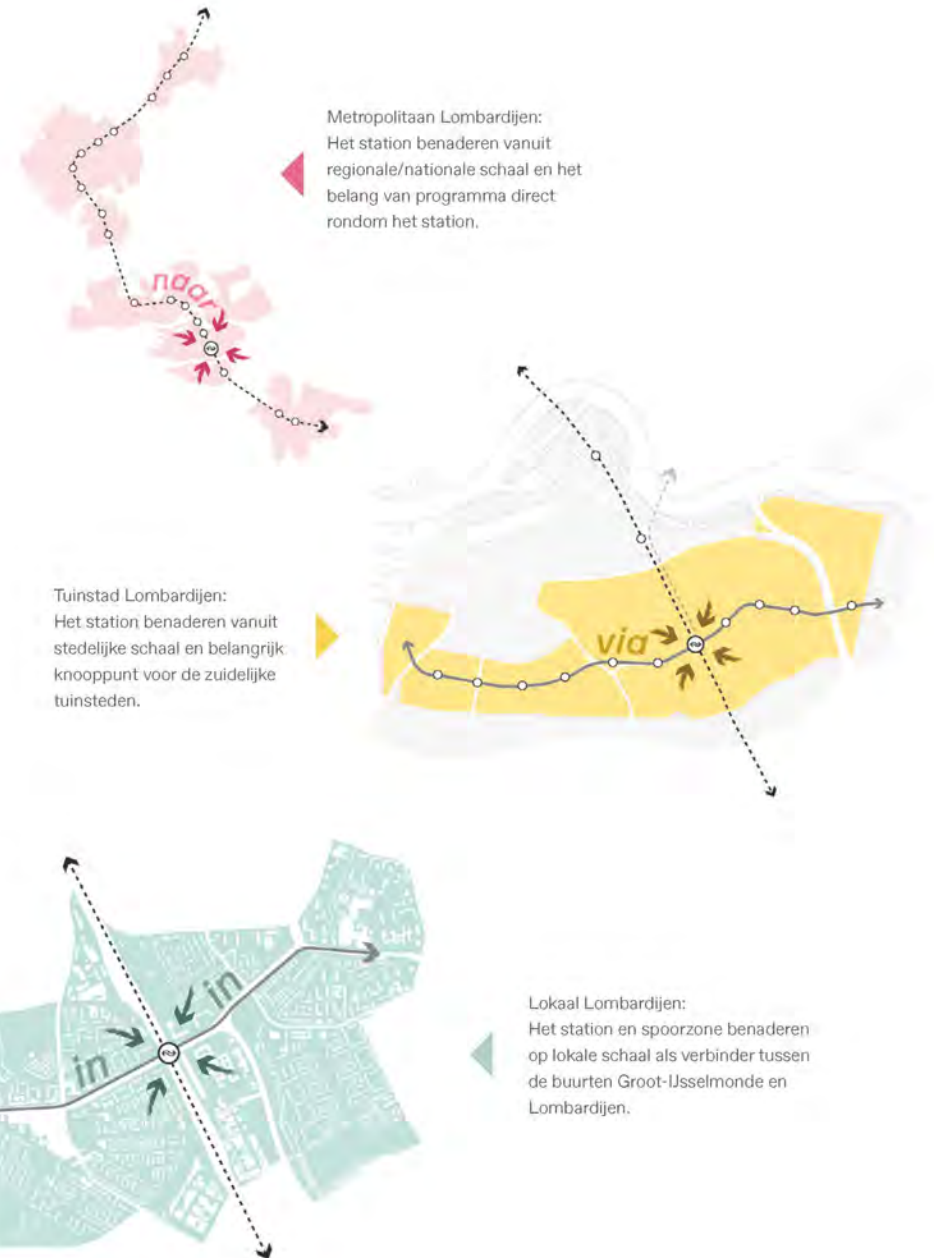 Metropolitaan Lombardijen:
Het station benaderen vanuit
regionale/nationale schaal en het
belang van programma direct
rondom het station.
naar
Tuinstad Lombardijen:
Het station benaderen vanuit
stedelijke schaal en belangrijk
knooppunt voor de zuidelijke
tuinsteden.
via
in
in
Lokaal Lombardijen:
Het station en spoorzone benaderen
op lokale schaal als verbinder tussen
de buurten Groot-IJsselmonde en
Lombardijen.